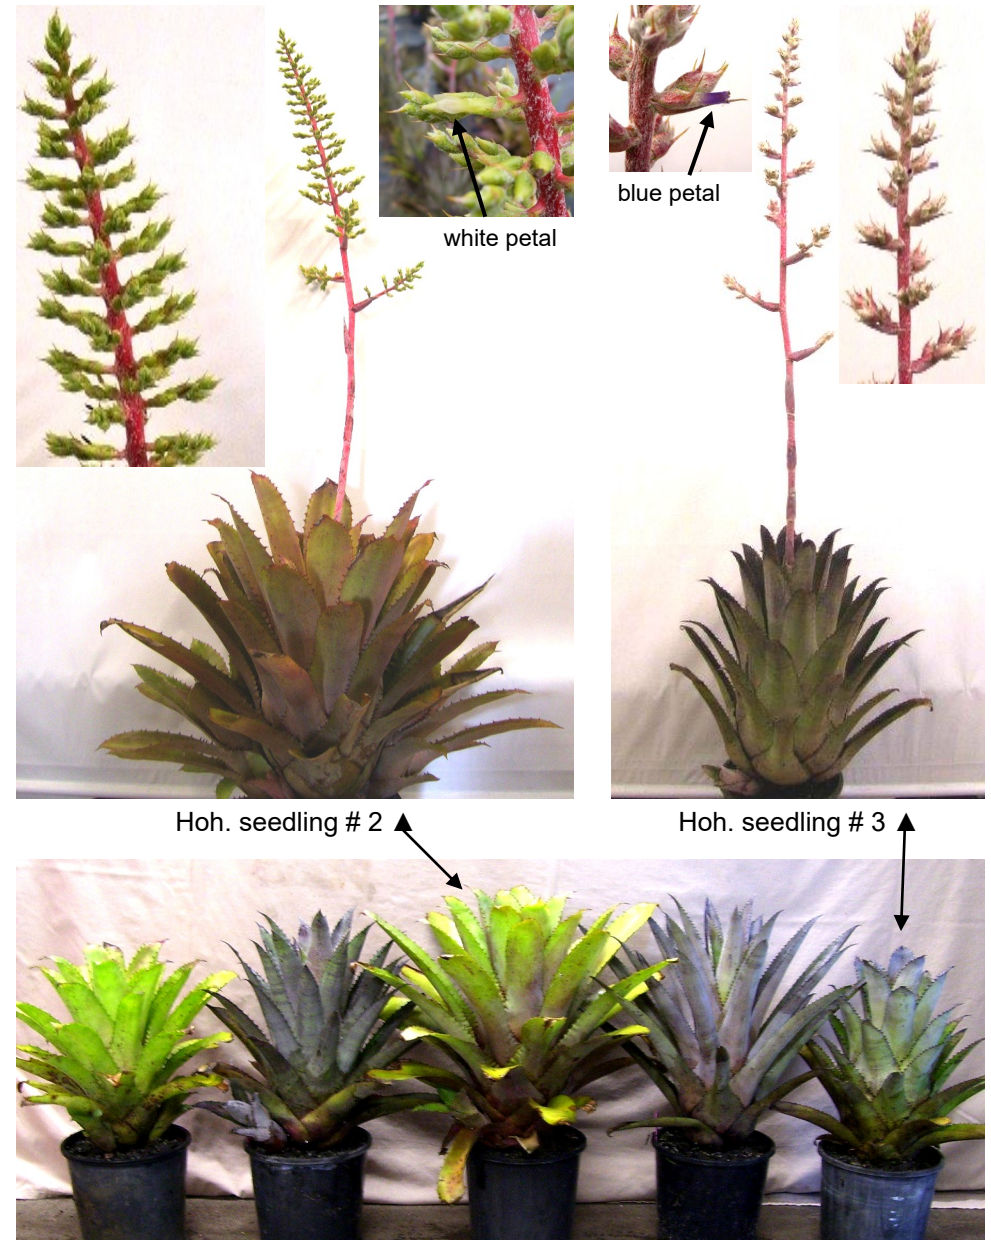 white petal
blue petal
Hoh. seedling # 2
Hoh. seedling # 3